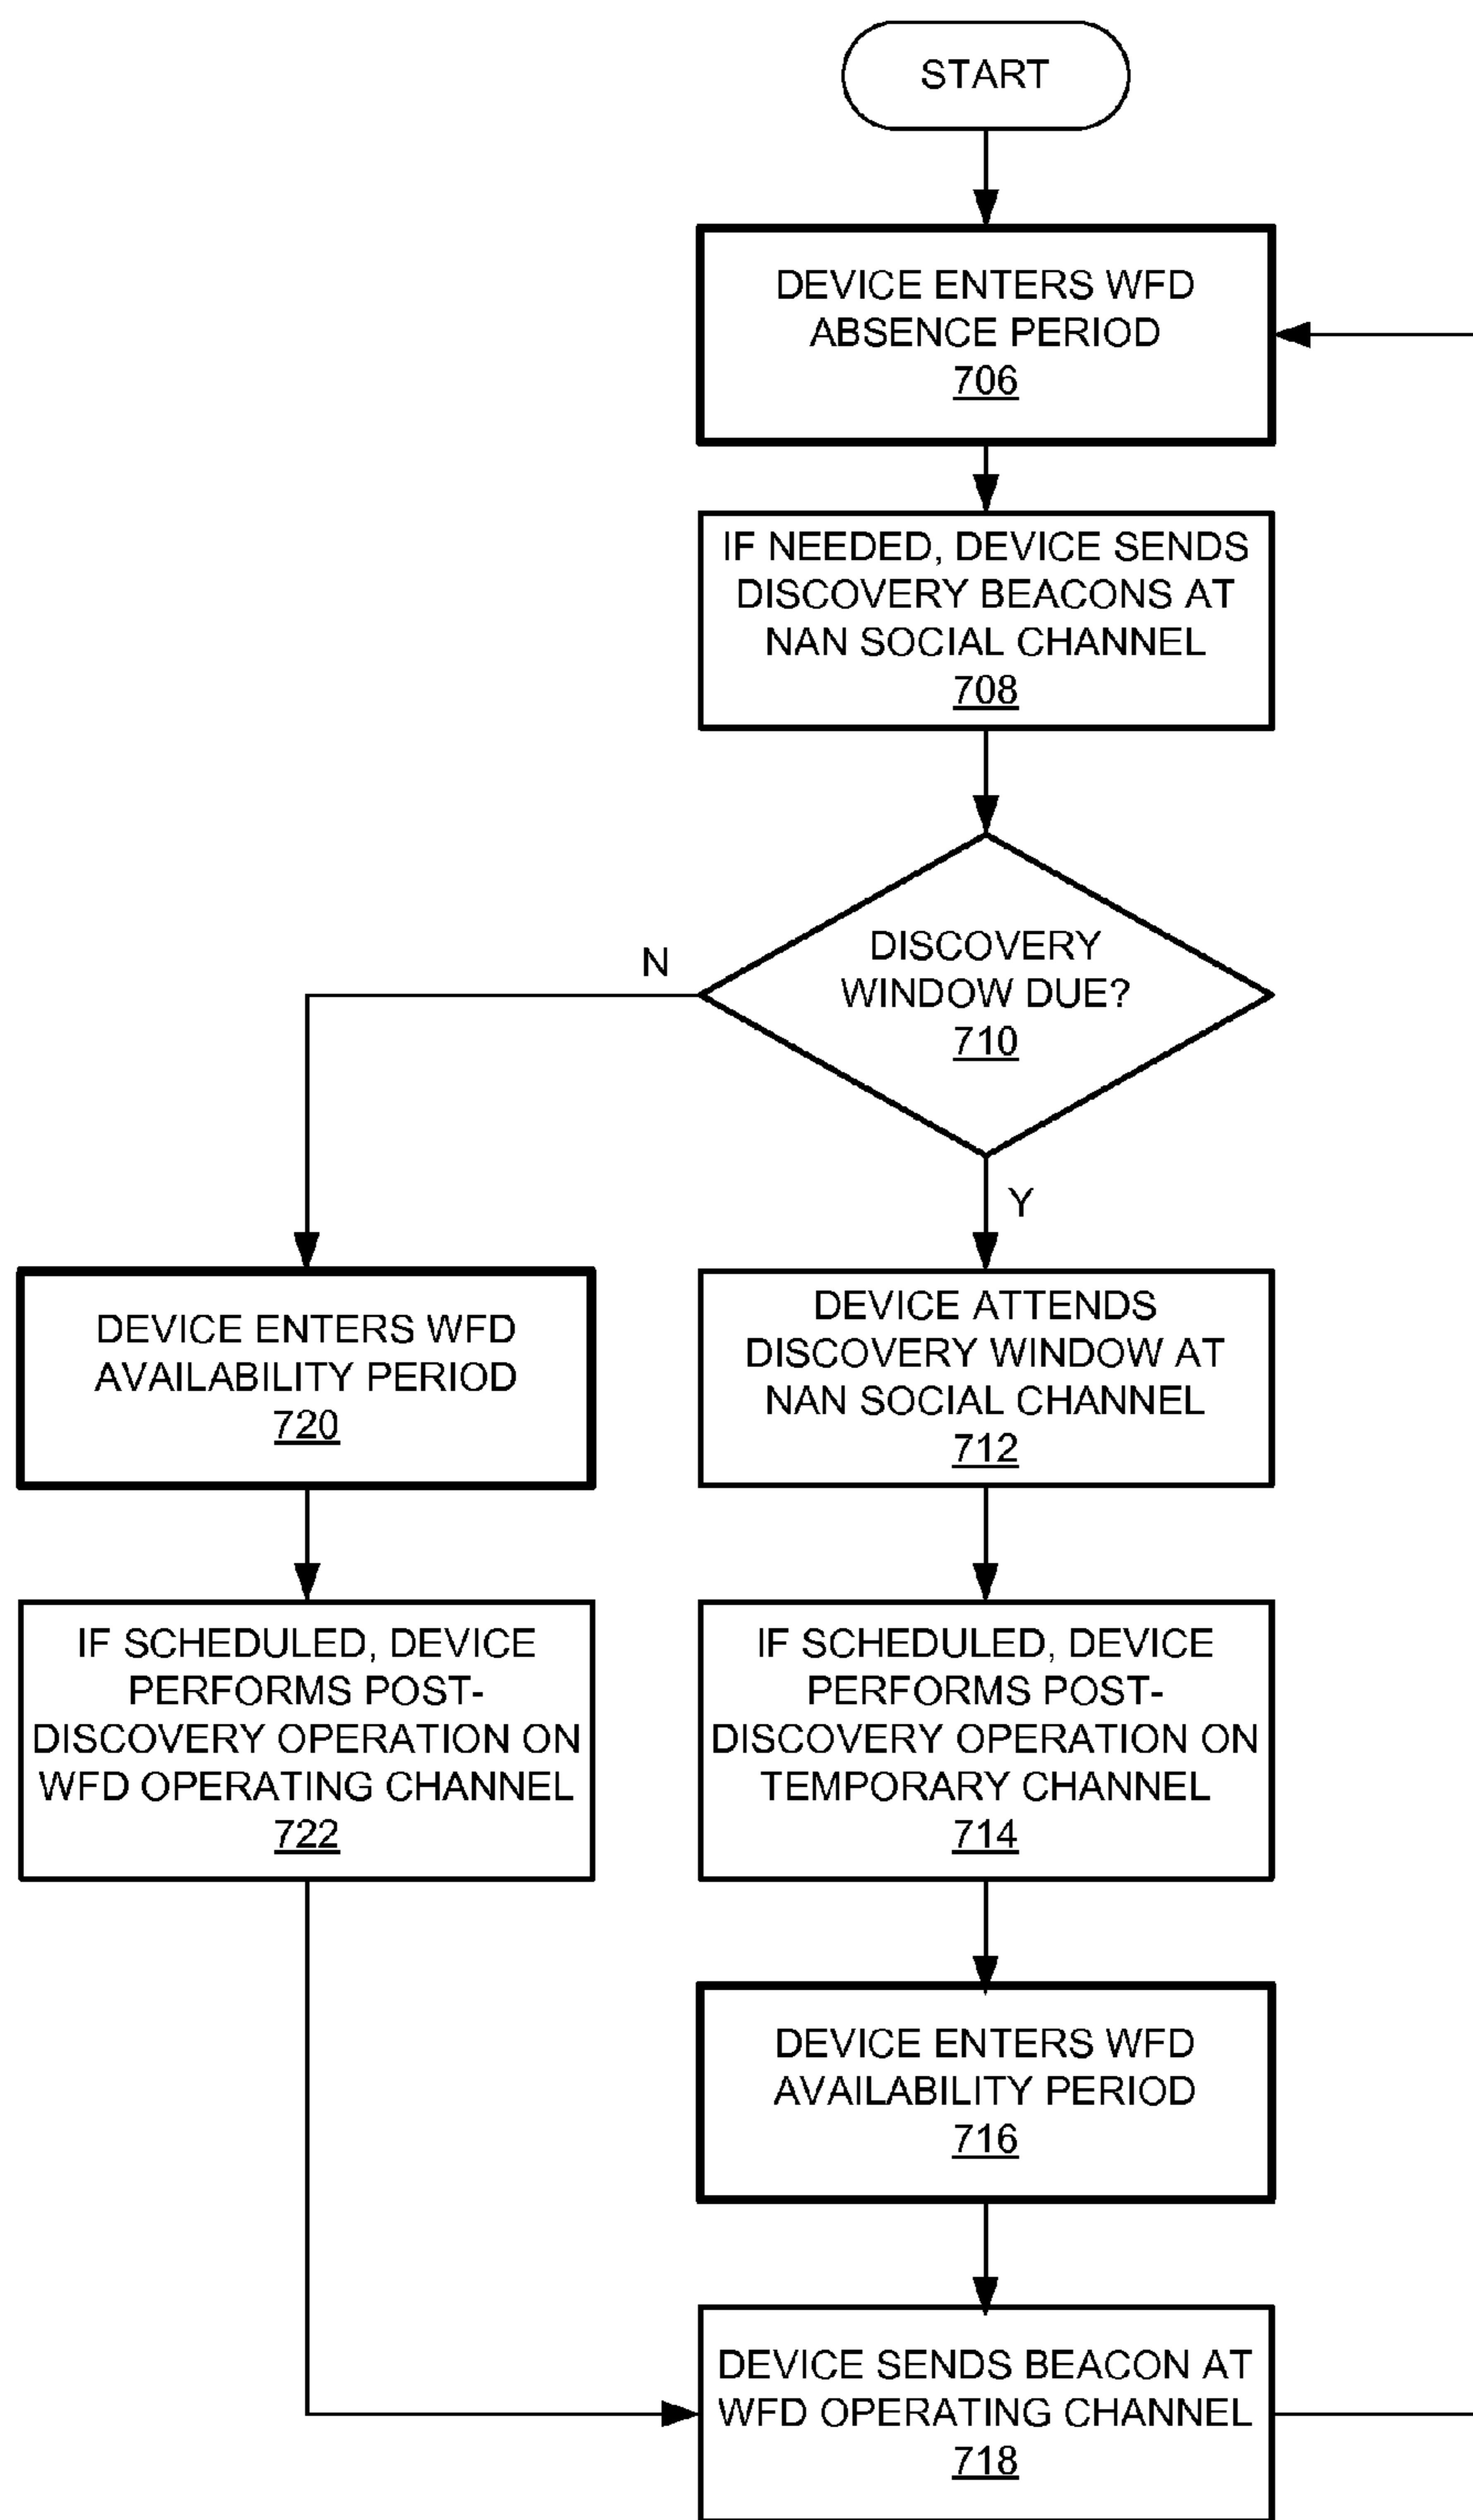 START
DEVICE ENTERS WFD
ABSENCE PERIOD
706
IF NEEDED, DEVICE SENDS
DISCOVERY BEACONS AT
NAN SOCIAL CHANNEL
708
DISCOVERY
WINDOW DUE?
710
N
Y
DEVICE ENTERS WFD
AVAILABILITY PERIOD
720
DEVICE ATTENDS
DISCOVERY WINDOW AT
NAN SOCIAL CHANNEL
712
IF SCHEDULED, DEVICE
PERFORMS POST-
DISCOVERY OPERATION ON
WFD OPERATING CHANNEL
722
IF SCHEDULED, DEVICE
PERFORMS POST-
DISCOVERY OPERATION ON
TEMPORARY CHANNEL
714
DEVICE ENTERS WFD
AVAILABILITY PERIOD
716
DEVICE SENDS BEACON AT
WFD OPERATING CHANNEL
718